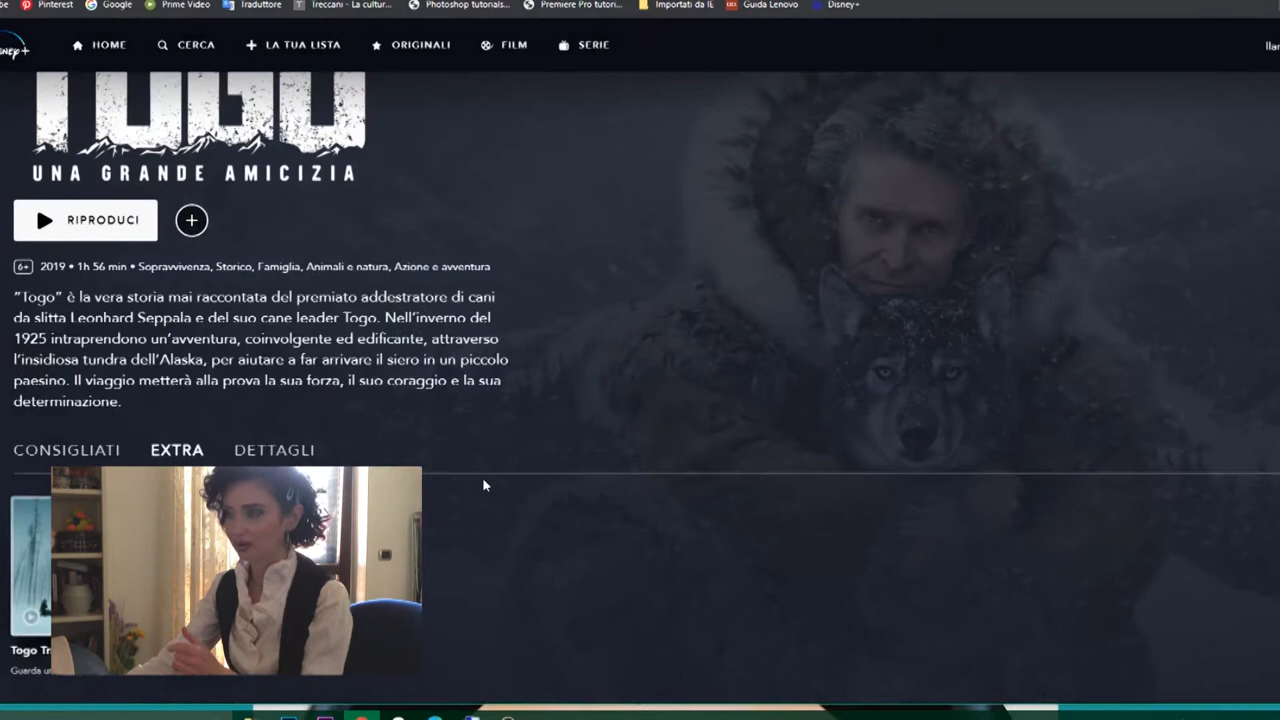 Pinterest Google Prime Video Traduttore Treccani - La cultur... Photoshop tutorials... Premiere Pro tutori... Importati da IE Guida Lenovo Disney+
HOME CERCA LA TUA LISTA ORIGINALI FILM SERIE
TOGO
UNA GRANDE AMICIZIA
RIPRODUCI
6+ 2019 • 1h 56 min • Sopravvivenza, Storico, Famiglia, Animali e natura, Azione e avventura
"Togo" è la vera storia mai raccontata del premiato addestratore di cani
da slitta Leonhard Seppala e del suo cane leader Togo. Nell'inverno del
1925 intraprendono un'avventura, coinvolgente ed edificante, attraverso
l'insidiosa tundra dell'Alaska, per aiutare a far arrivare il siero in un piccolo
paesino. Il viaggio metterà alla prova la sua forza, il suo coraggio e la sua
determinazione.
CONSIGLIATI EXTRA DETTAGLI
Togo
Guarda